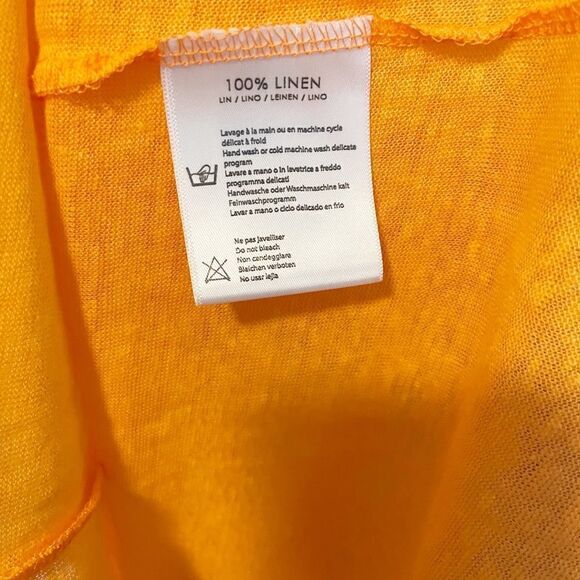 100% LINEN
LIN / LINO / LEINEN / LINO
Lavage à la main ou en machine cycle
délicat à froid
Hand wash or cold machine wash delicate
program
Lavare a mano o in lavatrice a freddo
programma delicati
Handwasche oder Waschmaschine kalt
Feinwaschprogramm
Lavar a mano o ciclo delicado en frío
Ne pas javelliser
Do not bleach
Non candeggiare
Bleichen verboten
No usar lejía